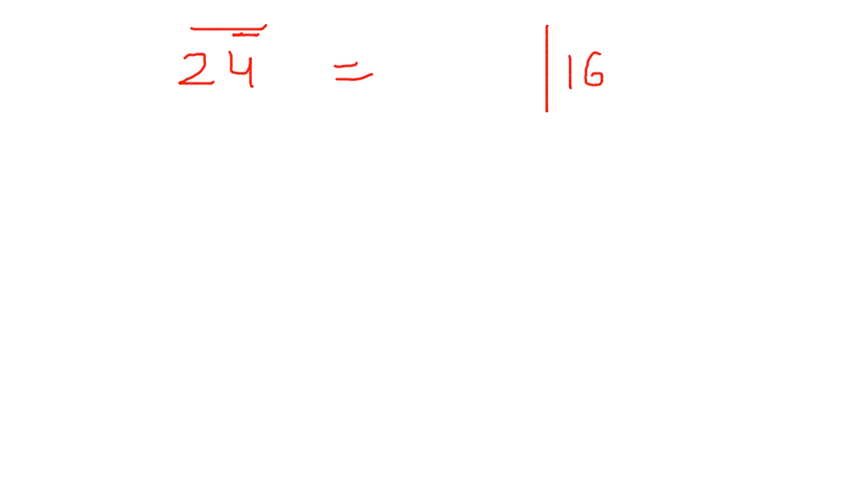 24 = |16